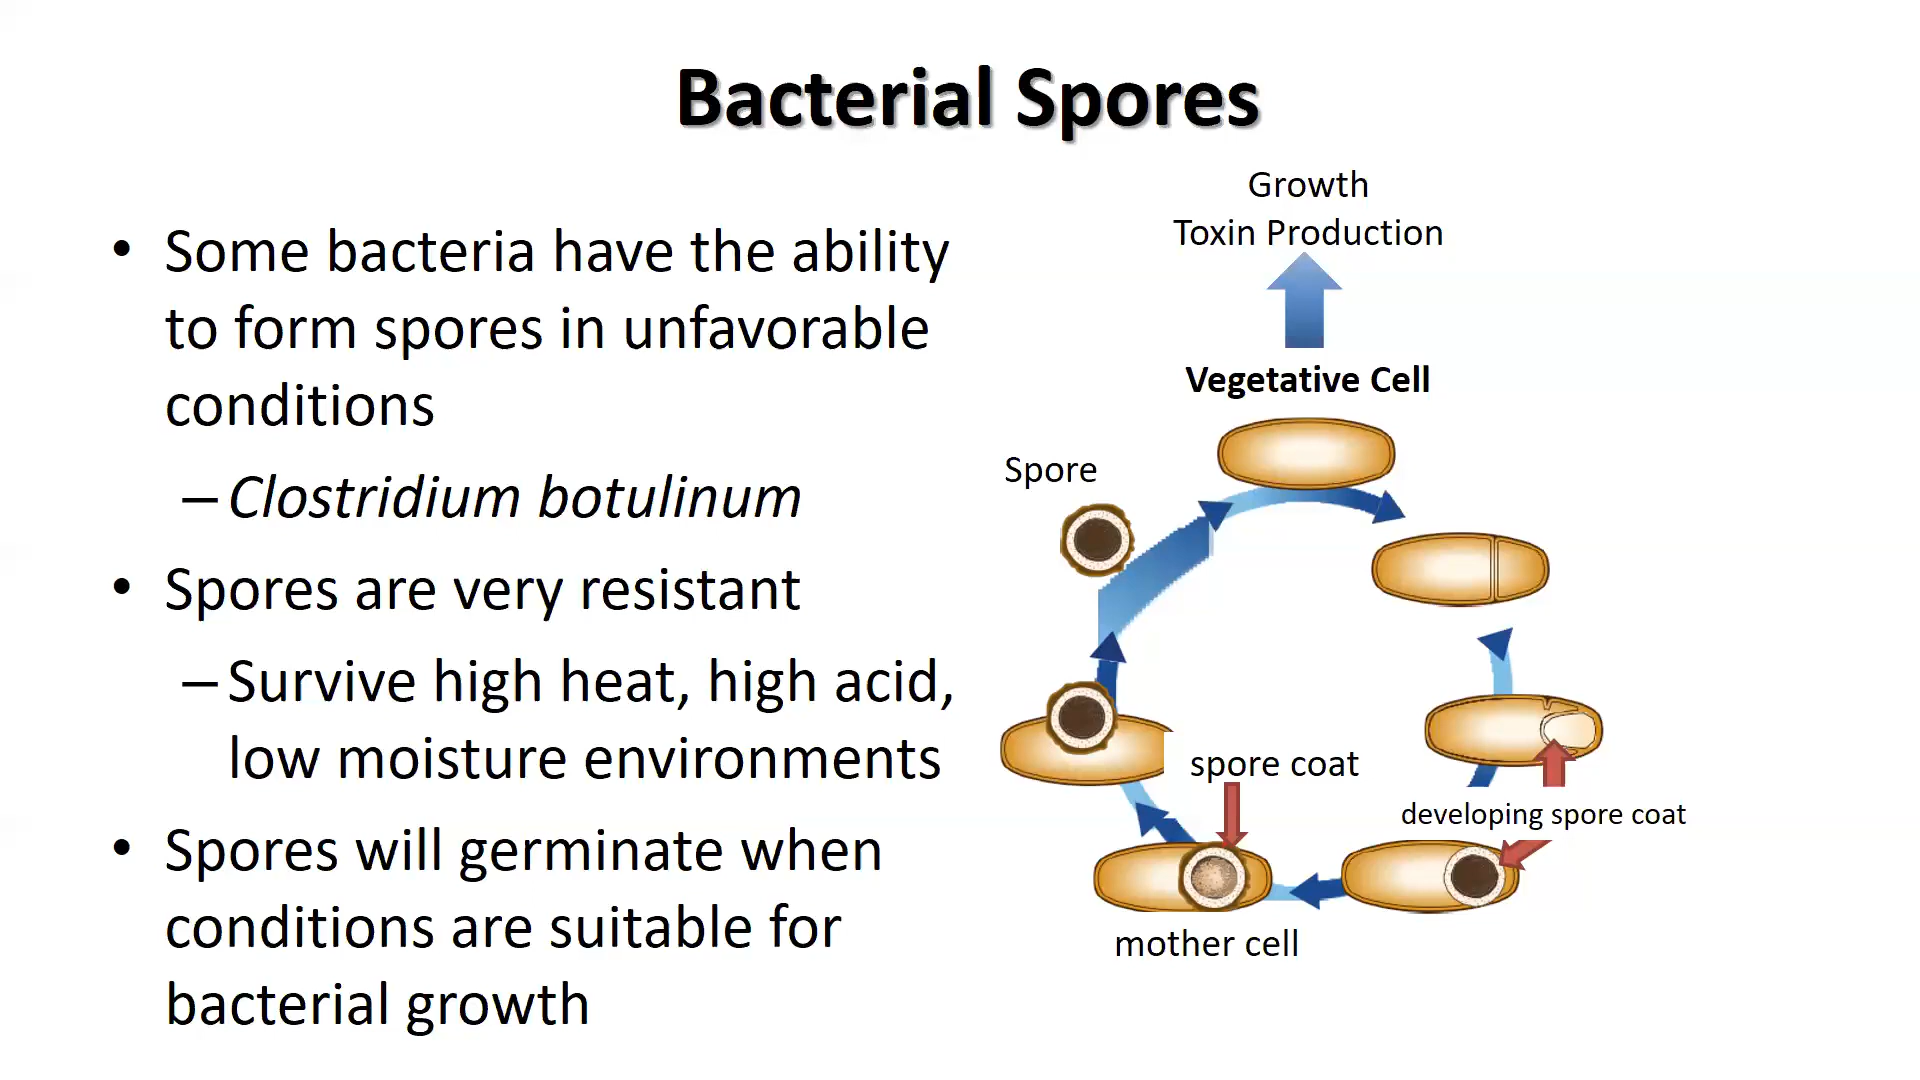 Bacterial Spores
• Some bacteria have the ability
to form spores in unfavorable
conditions
– Clostridium botulinum
• Spores are very resistant
– Survive high heat, high acid,
low moisture environments
• Spores will germinate when
conditions are suitable for
bacterial growth
Growth
Toxin Production
Vegetative Cell
Spore
spore coat
developing spore coat
mother cell